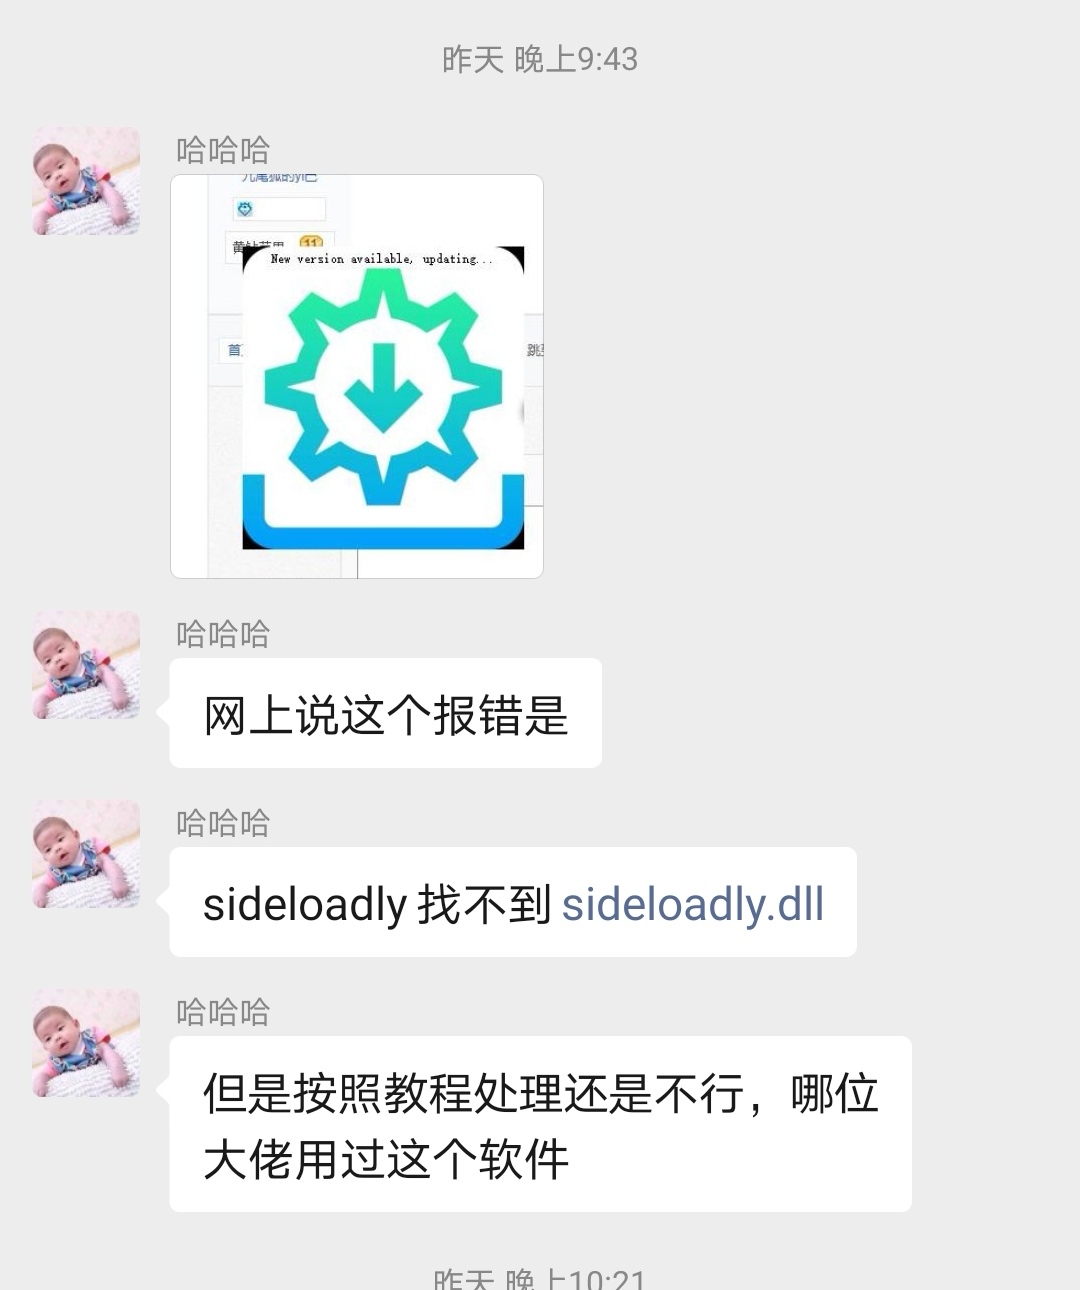 昨天 晚上9:43
哈哈哈
11
New version available, updating...
首
跳
哈哈哈
网上说这个报错是
哈哈哈
sideloadly 找不到 sideloadly.dll
哈哈哈
但是按照教程处理还是不行，哪位
大佬用过这个软件
昨天 晚上10:21